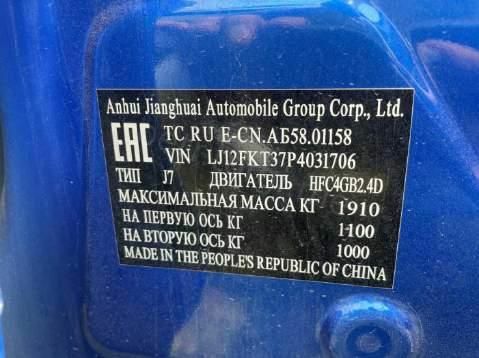 Anhui Jianghuai Automobile Group Corp., Ltd.
EAC TC RU E-CN.АБ58.01158
VIN LJ12FKT37P4031706
ТИП J7 ДВИГАТЕЛЬ HFC4GB2.4D
МАКСИМАЛЬНАЯ МАССА КГ 1910
НА ПЕРВУЮ ОСЬ КГ 1100
НА ВТОРУЮ ОСЬ КГ 1000
MADE IN THE PEOPLE'S REPUBLIC OF CHINA